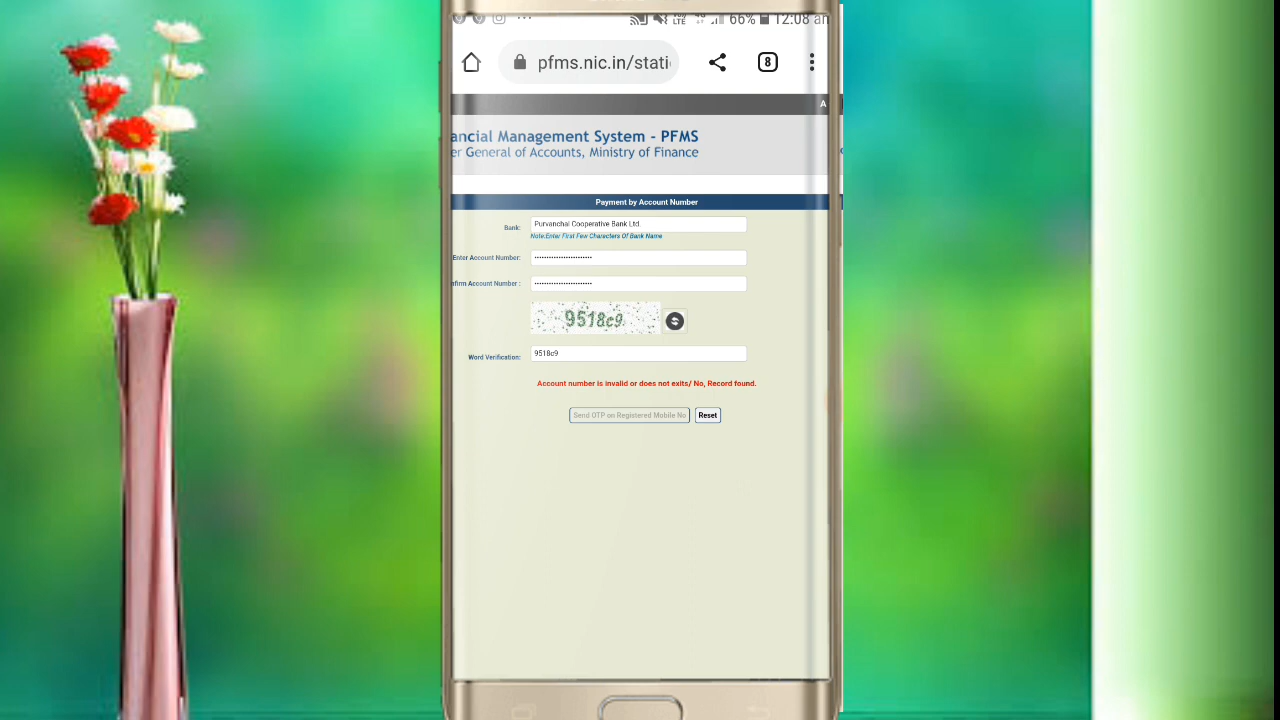 66% 12:08 am
pfms.nic.in/stati
8
A
ancial Management System - PFMS
er General of Accounts, Ministry of Finance
Payment by Account Number
Bank: Purvanchal Cooperative Bank Ltd.
Note:Enter First Few Characters Of Bank Name
Enter Account Number: ••••••••••••••••••••••••
nfirm Account Number : ••••••••••••••••••••••••
9518c9
Word Verification: 9518c9
Account number is invalid or does not exits/ No, Record found.
Send OTP on Registered Mobile No Reset